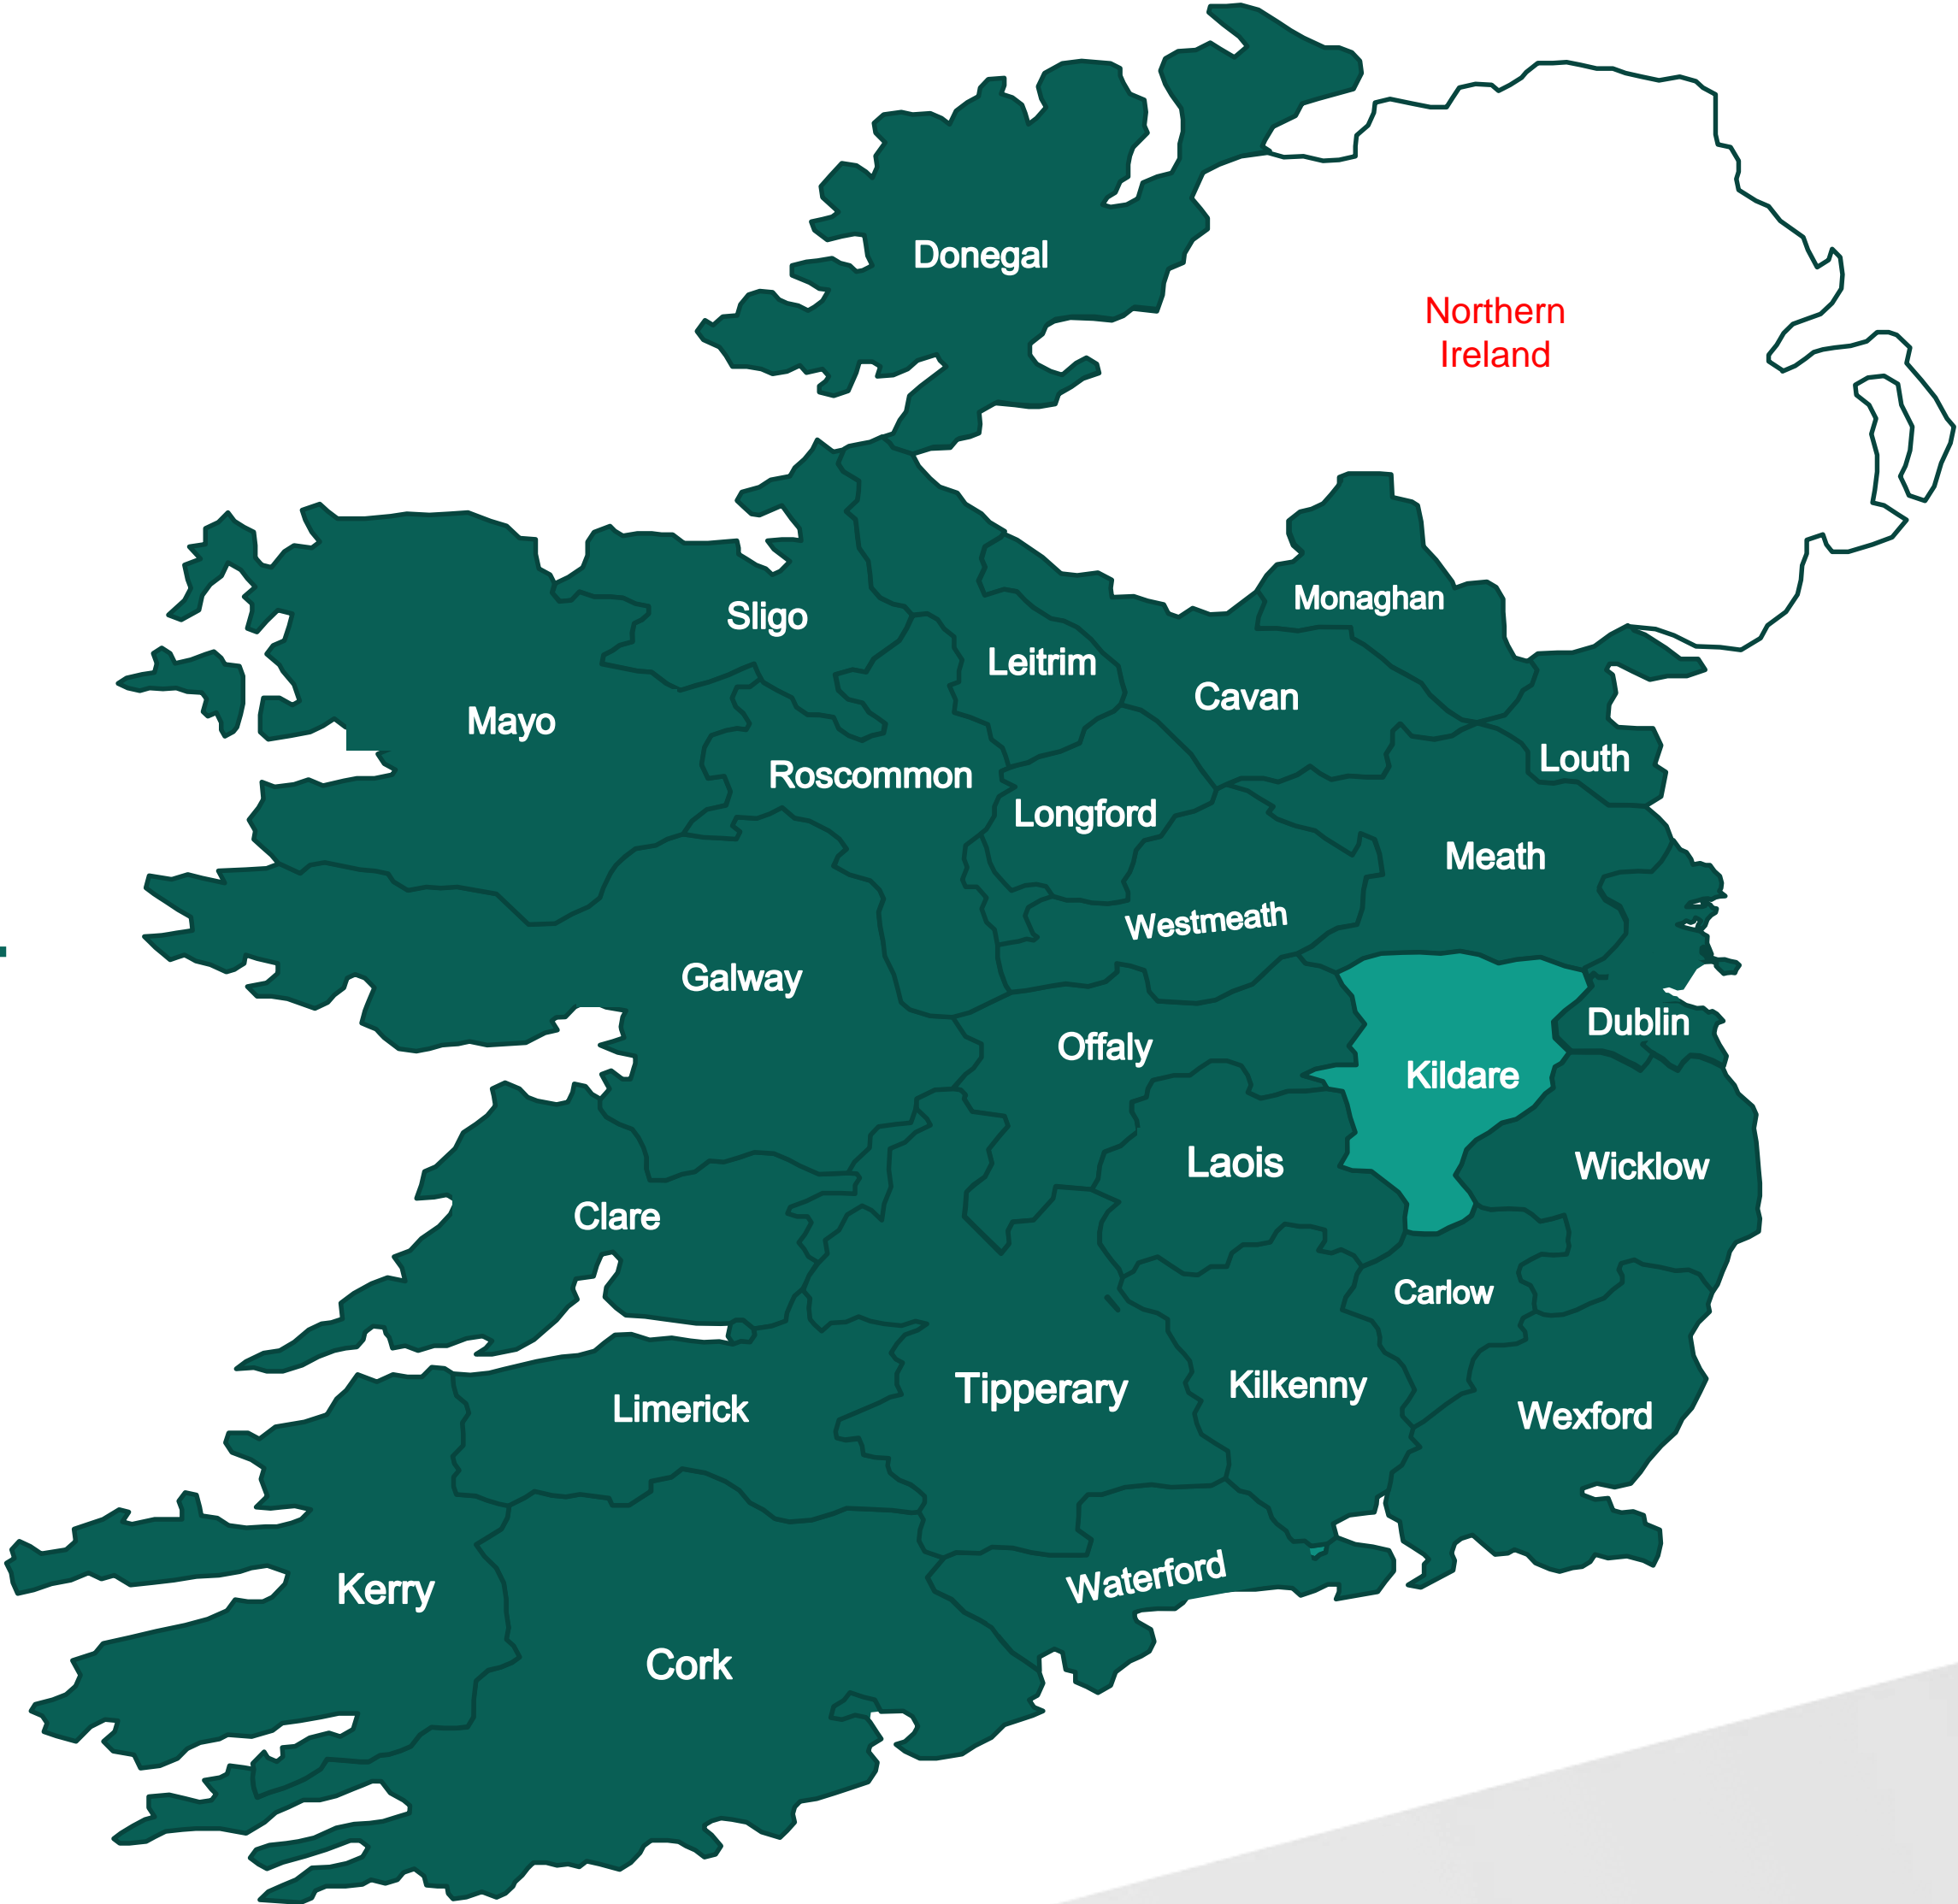 Donegal
Northern
Ireland
Monaghan
Sligo
Leitrim
Cavan
Mayo
Louth
Roscommon
Longford
Meath
Westmeath
Galway
Dublin
Offaly
Kildare
Laois
Wicklow
Clare
Carlow
Kilkenny
Tipperary
Limerick
Wexford
Waterford
Kerry
Cork